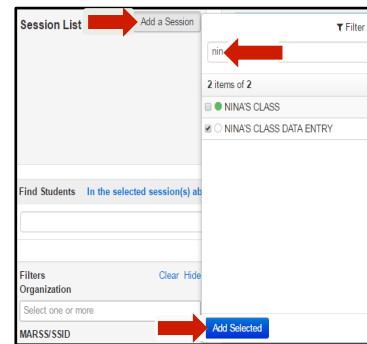 Session List
Add a Session
Filter
nin
2 items of 2
NINA'S CLASS
NINA'S CLASS DATA ENTRY
Find Students In the selected session(s) ab
Filters Clear Hide
Organization
Select one or more
MARSS/SSID
Add Selected